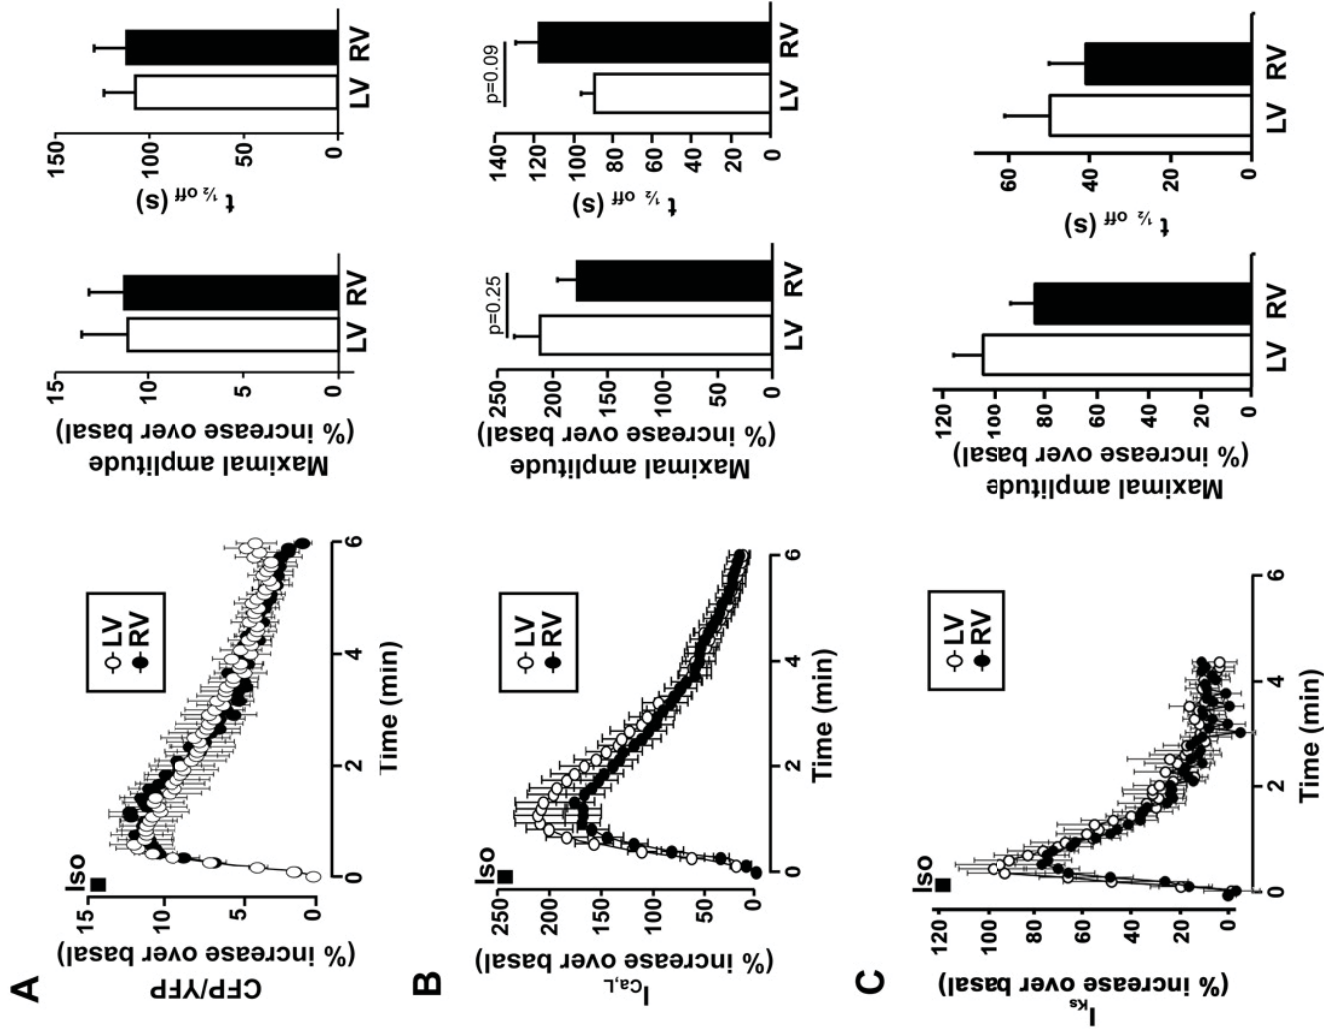 A
CFP/YFP
(% increase over basal)
15
10
5
0
Iso
LV
RV
0
2
4
6
Time (min)
Maximal amplitude
(% increase over basal)
15
10
5
0
LV
RV
t ½ off (s)
150
100
50
0
LV
RV
B
ICa,L
(% increase over basal)
250
200
150
100
50
0
Iso
LV
RV
0
2
4
6
Time (min)
Maximal amplitude
(% increase over basal)
250
200
150
100
50
0
p=0.25
LV
RV
t ½ off (s)
140
120
100
80
60
40
20
0
p=0.09
LV
RV
C
IKs
(% increase over basal)
120
100
80
60
40
20
0
Iso
LV
RV
0
2
4
6
Time (min)
Maximal amplitude
(% increase over basal)
120
100
80
60
40
20
0
LV
RV
t ½ off (s)
60
40
20
0
LV
RV